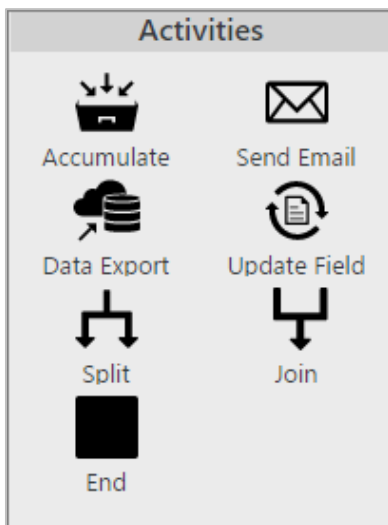 Activities
Accumulate
Send Email
Data Export
Update Field
Split
Join
End